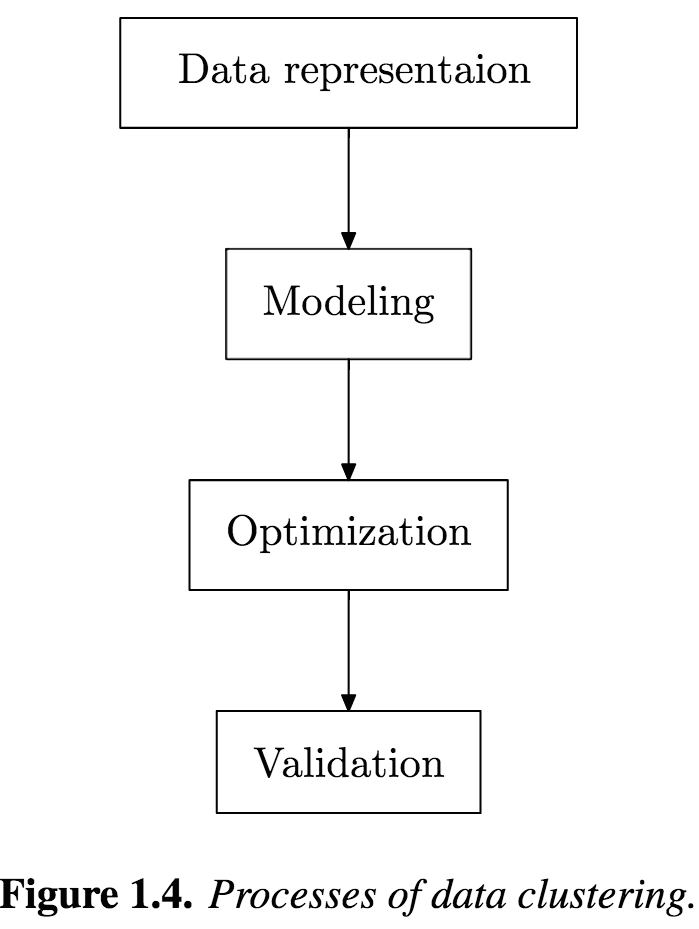 Data representaion
Modeling
Optimization
Validation
Figure 1.4. Processes of data clustering.